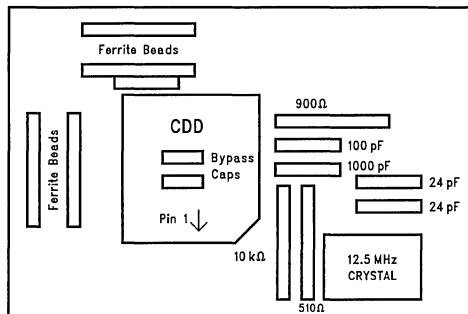 Ferrite Beads
Ferrite Beads
CDD
Bypass
Caps
Pin 1
900Ω
100 pF
1000 pF
24 pF
24 pF
10 kΩ
510Ω
12.5 MHz
CRYSTAL